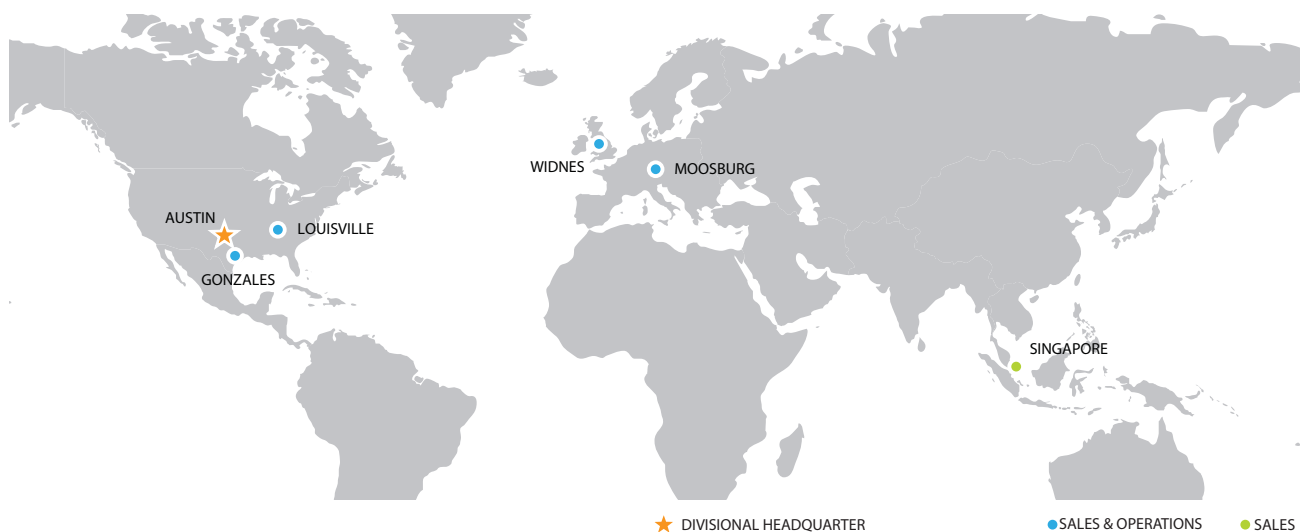 WIDNES
MOOSBURG
AUSTIN
LOUISVILLE
GONZALES
SINGAPORE
DIVISIONAL HEADQUARTER
SALES & OPERATIONS
SALES